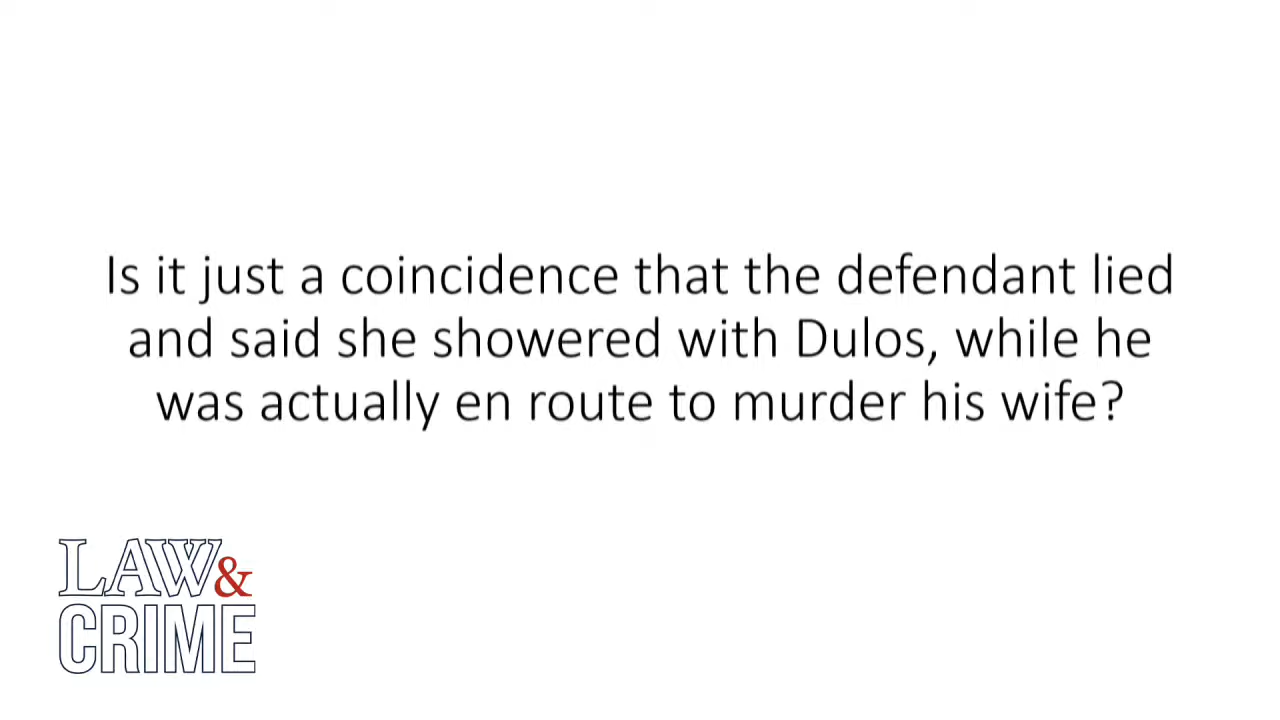 Is it just a coincidence that the defendant lied
and said she showered with Dulos, while he
was actually en route to murder his wife?
LAW&
CRIME